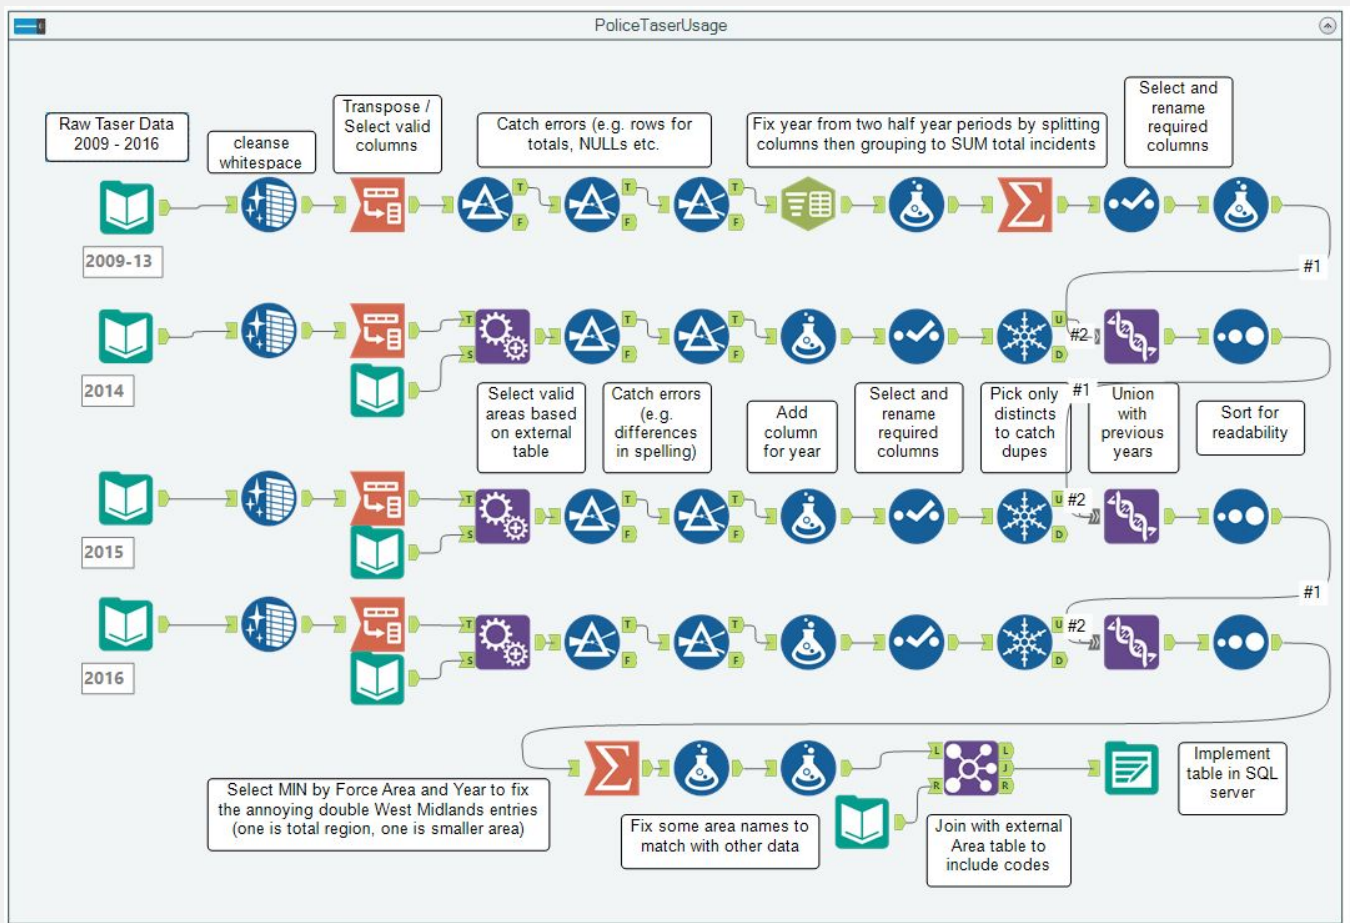 PoliceTaserUsage
Raw Taser Data
2009 - 2016
cleanse
whitespace
Transpose /
Select valid
columns
Catch errors (e.g. rows for
totals, NULLs etc.
Fix year from two half year periods by splitting
columns then grouping to SUM total incidents
Select and
rename
required
columns
T
F
T
F
T
F
2009-13
#1
T
S
T
F
T
F
U
D
#2
2014
Select valid
areas based
on external
table
Catch errors
(e.g.
differences
in spelling)
Add
column
for year
Select and
rename
required
columns
Pick only
distincts
to catch
dupes
#1
Union
with
previous
years
Sort for
readability
T
S
T
F
T
F
U
D
#2
2015
#1
T
S
T
F
T
F
U
D
#2
2016
Select MIN by Force Area and Year to fix
the annoying double West Midlands entries
(one is total region, one is smaller area)
Fix some area names to
match with other data
L
R
L
J
R
Join with external
Area table to
include codes
Implement
table in SQL
server